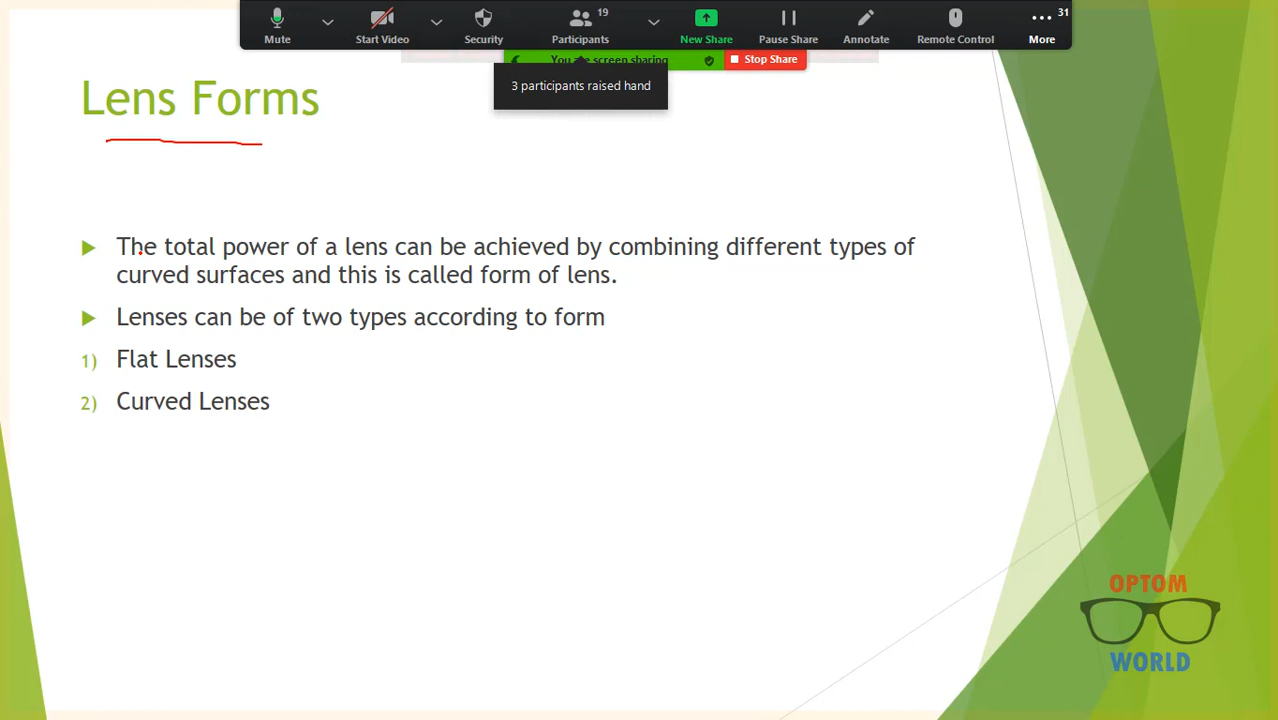 19
31
Mute
Start Video
Security
Participants
New Share
Pause Share
Annotate
Remote Control
More
You are screen sharing
Stop Share
3 participants raised hand
Lens Forms
The total power of a lens can be achieved by combining different types of
curved surfaces and this is called form of lens.
Lenses can be of two types according to form
1) Flat Lenses
2) Curved Lenses
OPTOM
WORLD